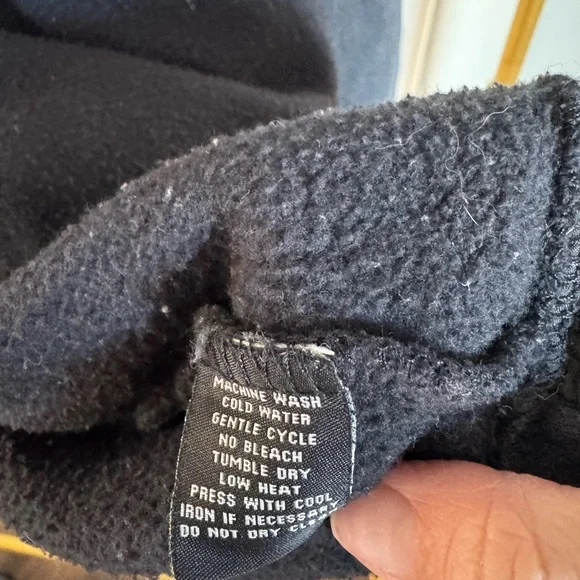 MACHINE WASH
COLD WATER
GENTLE CYCLE
NO BLEACH
TUMBLE DRY
LOW HEAT
PRESS WITH COOL
IRON IF NECESSARY
DO NOT DRY CLEAN